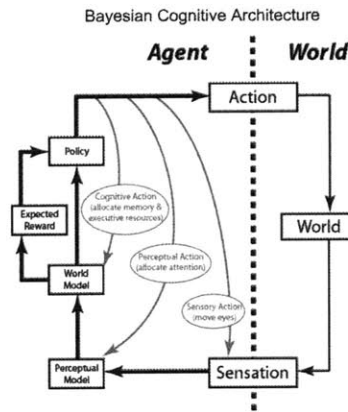 Bayesian Cognitive Architecture
Agent
World
Action
Policy
Cognitive Action
(allocate memory &
executive resources)
Expected
Reward
World
Perceptual Action
(allocate attention)
World
Model
Sensory Action
(move eyes)
Perceptual
Model
Sensation